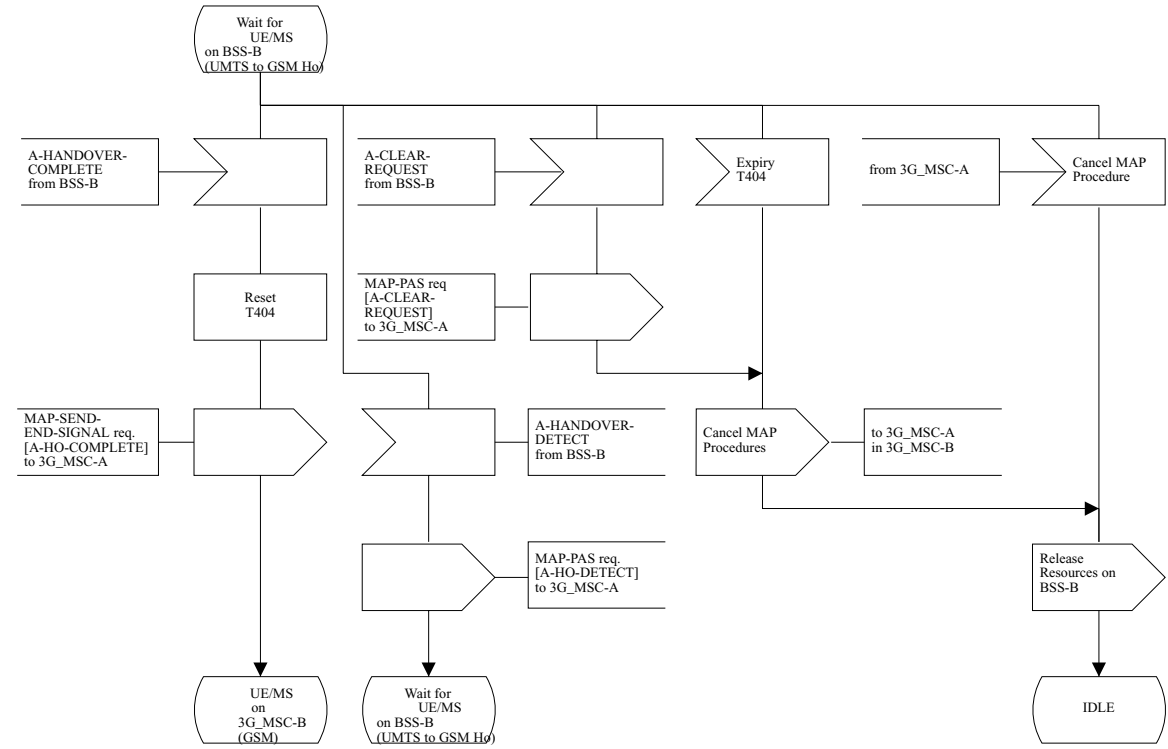 Wait for
UE/MS
on BSS-B
(UMTS to GSM Ho)
A-HANDOVER-
COMPLETE
from BSS-B
A-CLEAR-
REQUEST
from BSS-B
Expiry
T404
from 3G_MSC-A
Cancel MAP
Procedure
Reset
T404
MAP-PAS req
[A-CLEAR-
REQUEST]
to 3G_MSC-A
MAP-SEND-
END-SIGNAL req.
[A-HO-COMPLETE]
to 3G_MSC-A
A-HANDOVER-
DETECT
from BSS-B
Cancel MAP
Procedures
to 3G_MSC-A
in 3G_MSC-B
MAP-PAS req.
[A-HO-DETECT]
to 3G_MSC-A
Release
Resources on
BSS-B
UE/MS
on
3G_MSC-B
(GSM)
Wait for
UE/MS
on BSS-B
(UMTS to GSM Ho)
IDLE